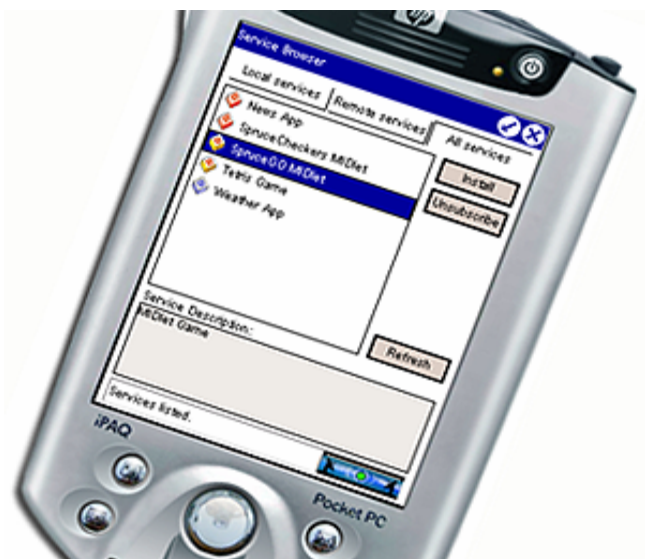 hp
Service Browser
Local services
Remote services
All services
News App
SpruceCheckers MIDlet
SpruceGO MIDlet
Tetris Game
Weather App
Install
Unsubscribe
Refresh
Service Description:
MIDlet Game
Services listed.
iPAQ
Pocket PC